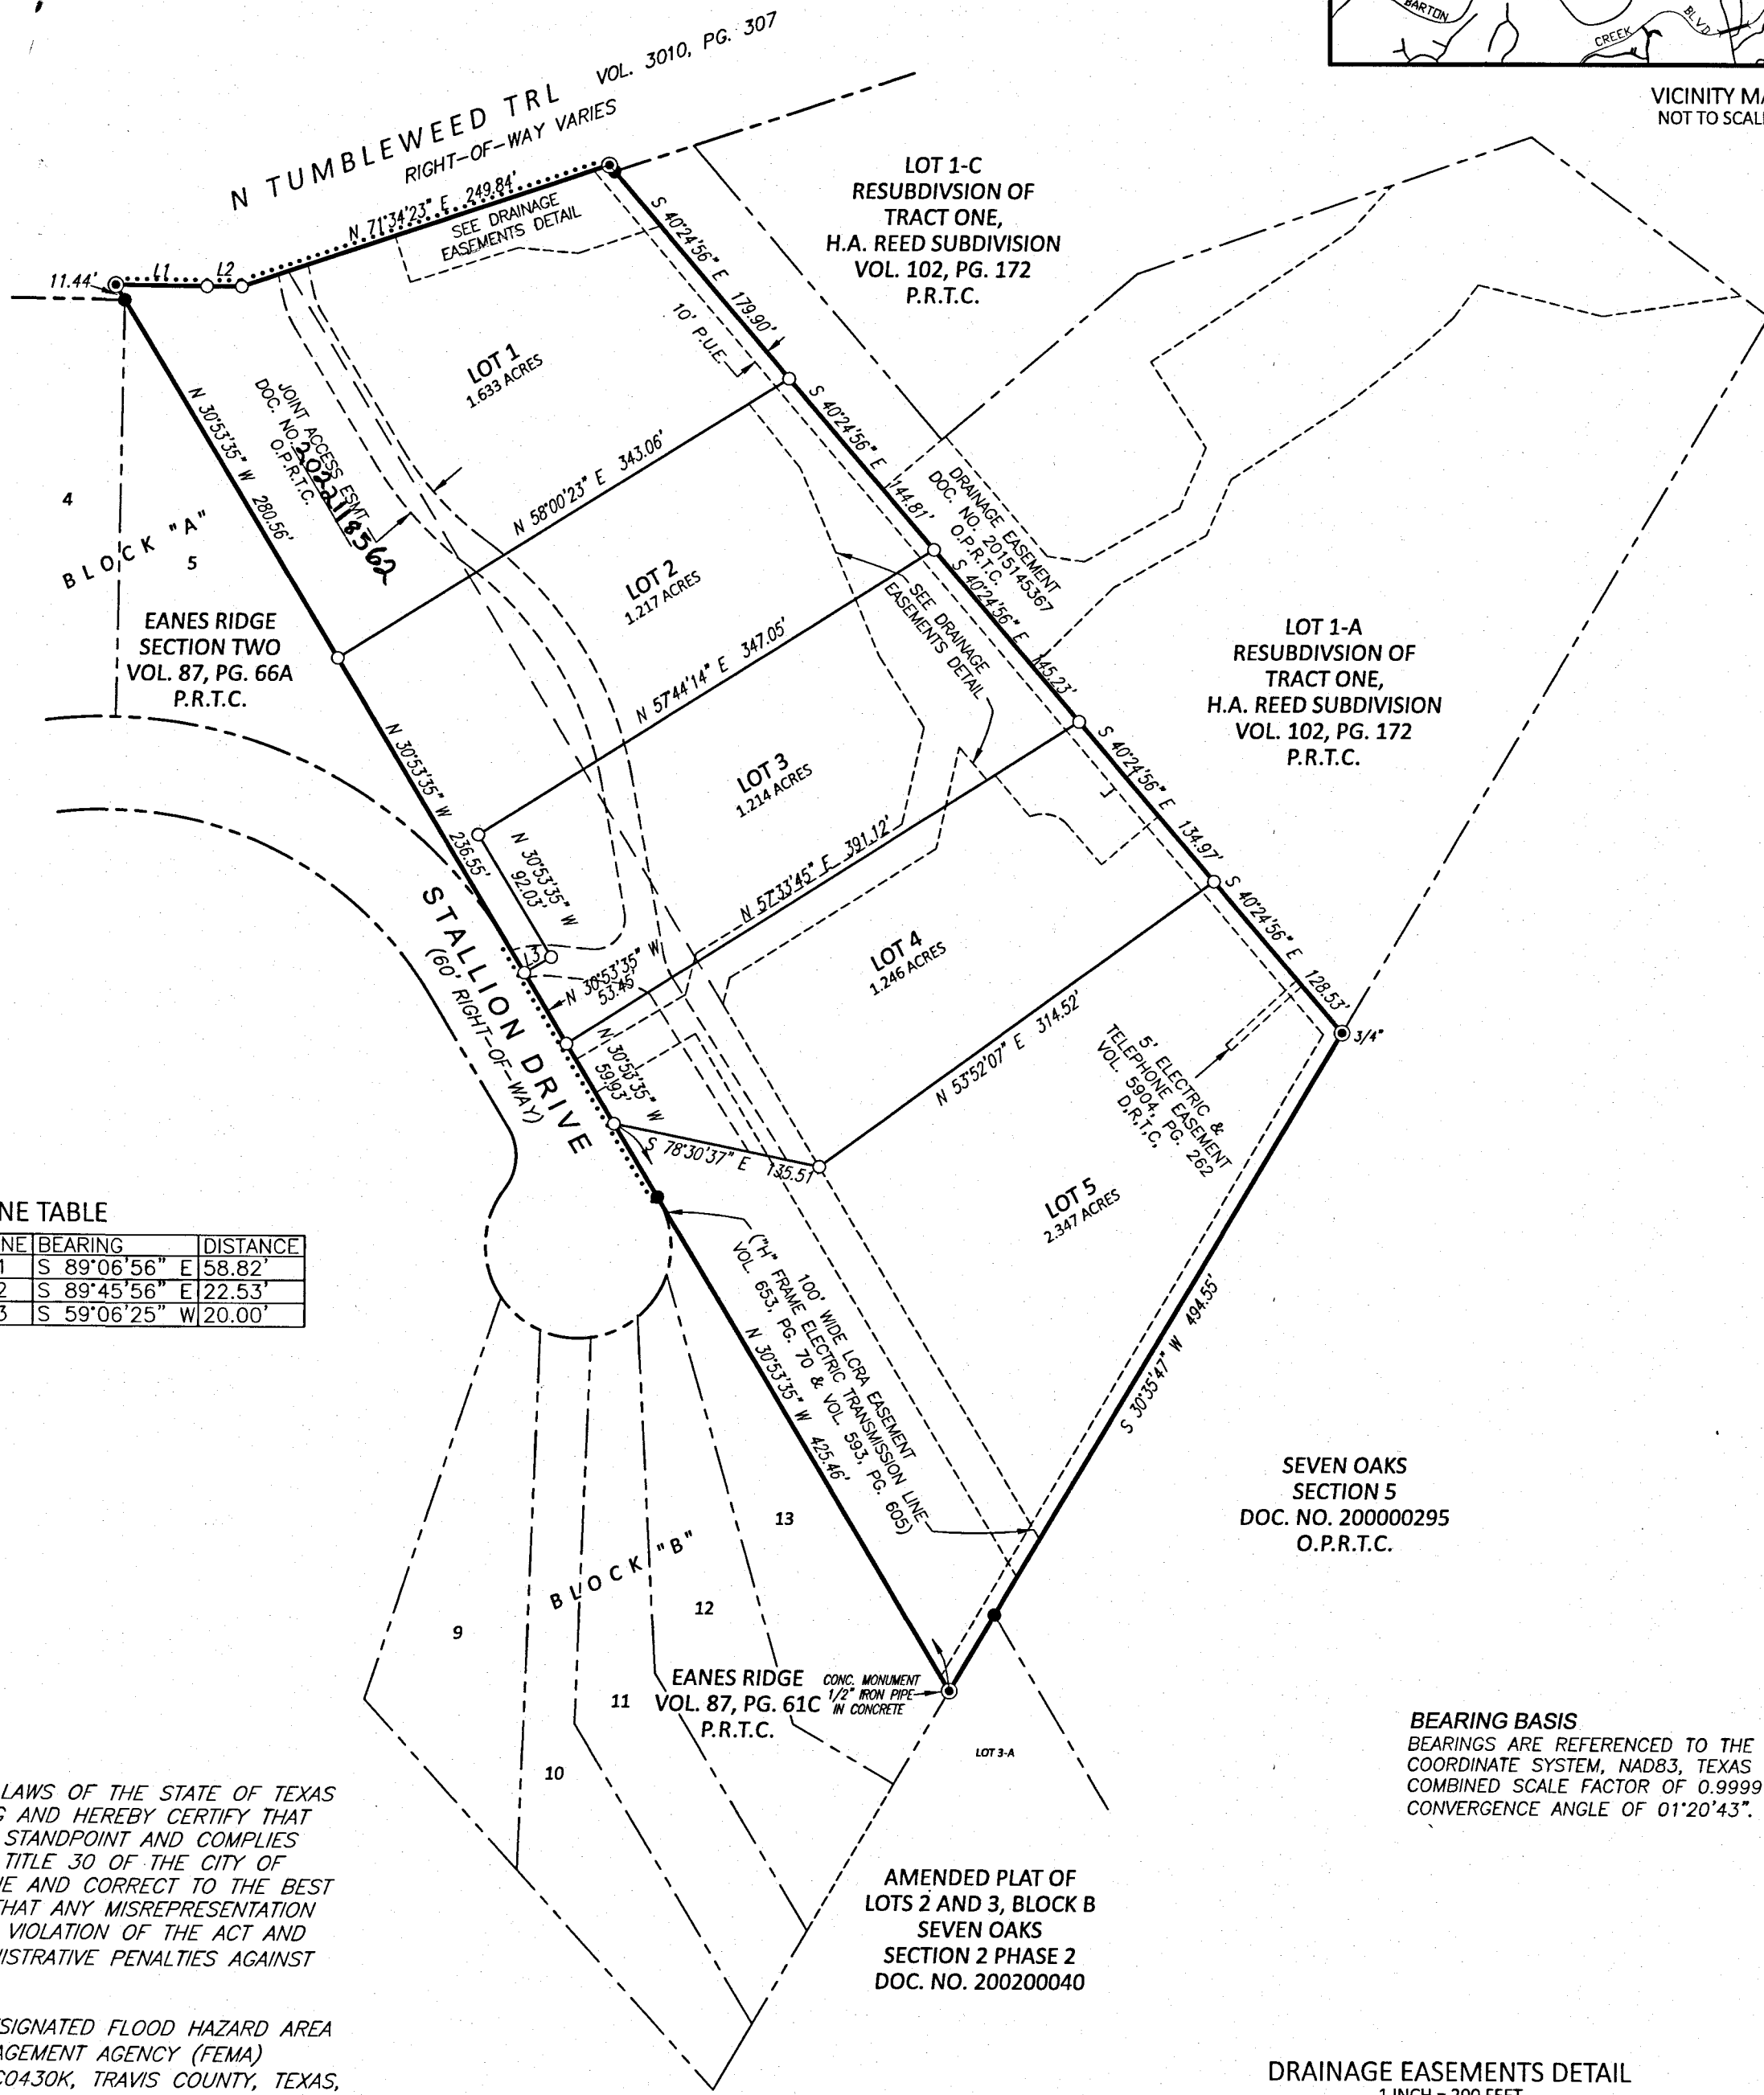 BARTON
CREEK
BLVD
VICINITY MA
NOT TO SCAL
N TUMBLEWEED TRL
VOL. 3010, PG. 307
RIGHT-OF-WAY VARIES
N 71°34'23" E 249.84'
SEE DRAINAGE
EASEMENTS DETAIL
11.44'
L1
L2
LOT 1-C
RESUBDIVSION OF
TRACT ONE,
H.A. REED SUBDIVISION
VOL. 102, PG. 172
P.R.T.C.
S 40°24'56" E 179.90'
10' P.U.E.
LOT 1
1.633 ACRES
N 30°53'35" W 280.56'
JOINT ACCESS ESMT
DOC. NO. 2022118562
O.P.R.T.C.
N 58°00'23" E 343.06'
S 40°24'56" E 144.81'
4
BLOCK "A"
5
DRAINAGE EASEMENT
DOC. NO. 2015145367
O.P.R.T.C.
LOT 2
1.217 ACRES
S 40°24'56" E 145.23'
SEE DRAINAGE
EASEMENTS DETAIL
EANES RIDGE
SECTION TWO
VOL. 87, PG. 66A
P.R.T.C.
LOT 1-A
RESUBDIVSION OF
TRACT ONE,
H.A. REED SUBDIVISION
VOL. 102, PG. 172
P.R.T.C.
N 57°44'14" E 347.05'
N 30°53'35" W 236.55'
LOT 3
1.214 ACRES
S 40°24'56" E 134.97'
N 30°53'35" W
92.03'
N 57°33'45" E 391.12'
STALLION DRIVE
(60' RIGHT-OF-WAY)
L3
N 30°53'35" W
53.45'
LOT 4
1.246 ACRES
S 40°24'56" E 128.53'
3/4"
N 30°53'35" W
59.93'
N 53°52'07" E 314.52'
5' ELECTRIC &
TELEPHONE EASEMENT
VOL. 5904, PG. 262
D.R.T.C.
S 78°30'37" E 135.51'
LOT 5
2.347 ACRES
NE TABLE
NE BEARING DISTANCE
1 S 89°06'56" E 58.82'
2 S 89°45'56" E 22.53'
3 S 59°06'25" W 20.00'
100' WIDE LCRA EASEMENT
("H" FRAME ELECTRIC TRANSMISSION LINE
VOL. 653, PG. 70 & VOL. 593, PG. 605)
N 30°53'35" W 425.46'
S 30°35'47" W 494.55'
SEVEN OAKS
SECTION 5
DOC. NO. 200000295
O.P.R.T.C.
13
BLOCK "B"
12
9
EANES RIDGE
VOL. 87, PG. 61C
P.R.T.C.
11
CONC. MONUMENT
1/2" IRON PIPE
IN CONCRETE
10
LOT 3-A
BEARING BASIS
BEARINGS ARE REFERENCED TO THE
COORDINATE SYSTEM, NAD83, TEXAS
COMBINED SCALE FACTOR OF 0.9999
CONVERGENCE ANGLE OF 01°20'43".
LAWS OF THE STATE OF TEXAS
G AND HEREBY CERTIFY THAT
STANDPOINT AND COMPLIES
TITLE 30 OF THE CITY OF
E AND CORRECT TO THE BEST
HAT ANY MISREPRESENTATION
VIOLATION OF THE ACT AND
NISTRATIVE PENALTIES AGAINST
AMENDED PLAT OF
LOTS 2 AND 3, BLOCK B
SEVEN OAKS
SECTION 2 PHASE 2
DOC. NO. 200200040
SIGNATED FLOOD HAZARD AREA
AGEMENT AGENCY (FEMA)
C0430K, TRAVIS COUNTY, TEXAS,
DRAINAGE EASEMENTS DETAIL
1 INCH = 200 FEET